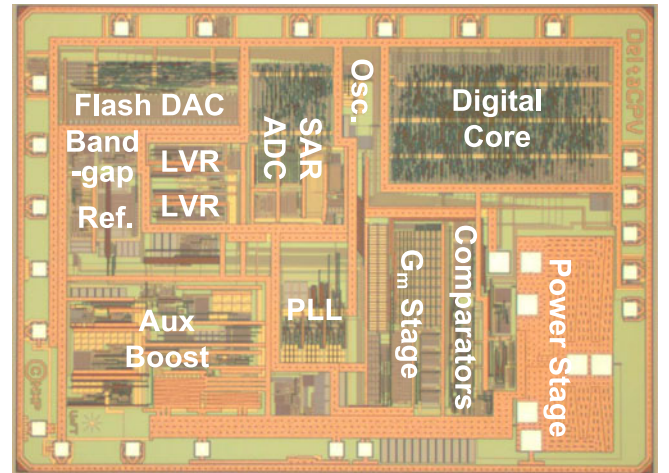 Flash DAC
SAR
ADC
Osc.
Digital
Core
DeltaCPV
Band
-gap
Ref.
LVR
LVR
Aux
Boost
PLL
Gm Stage
Comparators
Power Stage